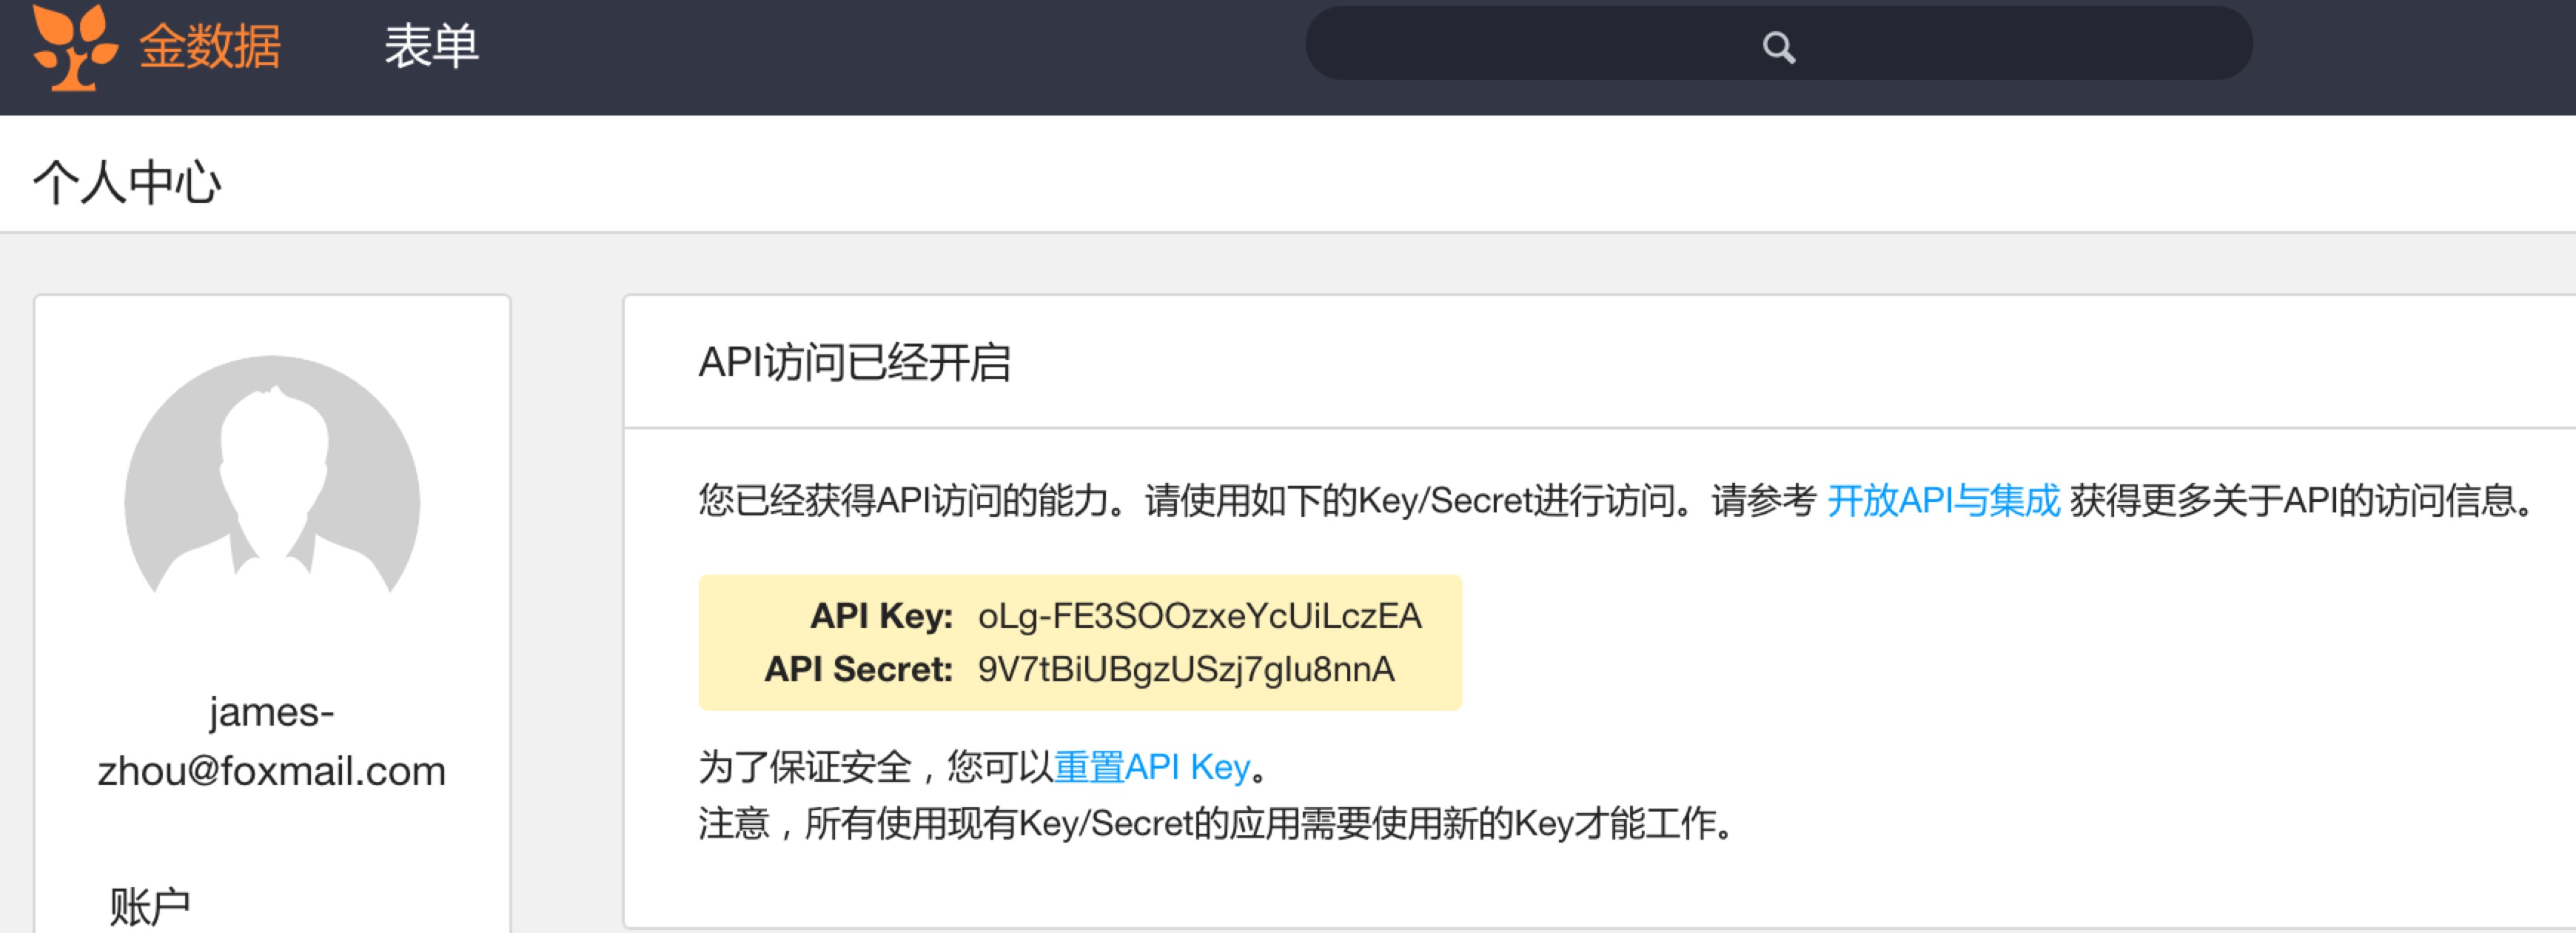 金数据 表单
个人中心
james-
zhou@foxmail.com
账户
API访问已经开启
您已经获得API访问的能力。请使用如下的Key/Secret进行访问。请参考 开放API与集成 获得更多关于API的访问信息。
API Key: oLg-FE3SOOzxeYcUiLczEA
API Secret: 9V7tBiUBgzUSzj7gIu8nnA
为了保证安全，您可以重置API Key。
注意，所有使用现有Key/Secret的应用需要使用新的Key才能工作。